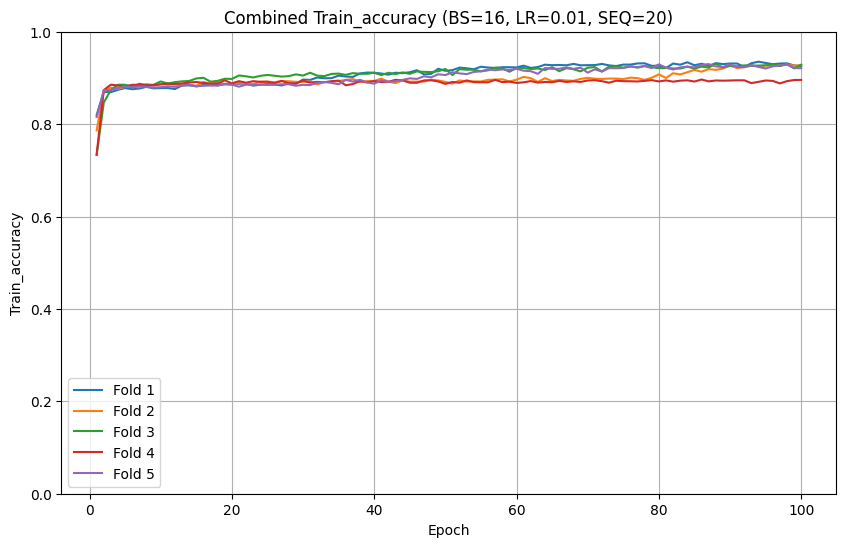 Combined Train_accuracy (BS=16, LR=0.01, SEQ=20)
1.0
0.8
0.6
0.4
0.2
0.0
Train_accuracy
Fold 1
Fold 2
Fold 3
Fold 4
Fold 5
0 20 40 60 80 100
Epoch